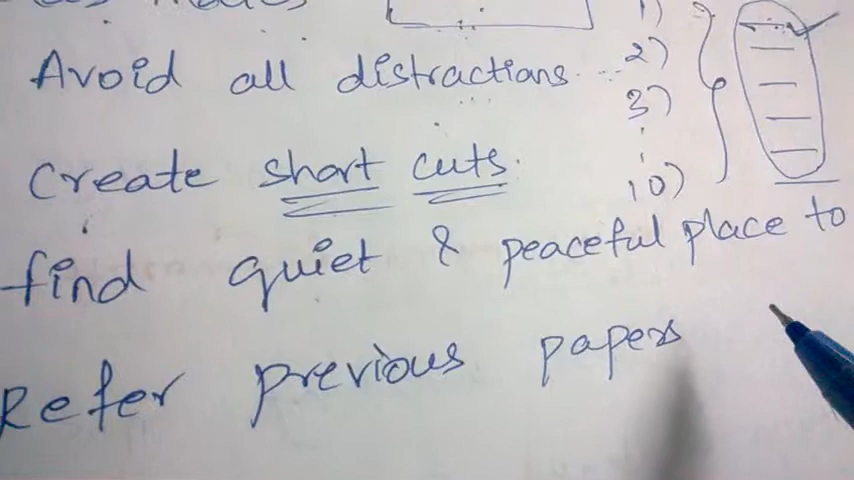 Avoid all distractions
Create short cuts.
find quiet & peaceful place to
Refer previous papers
1)
2)
3)
10)